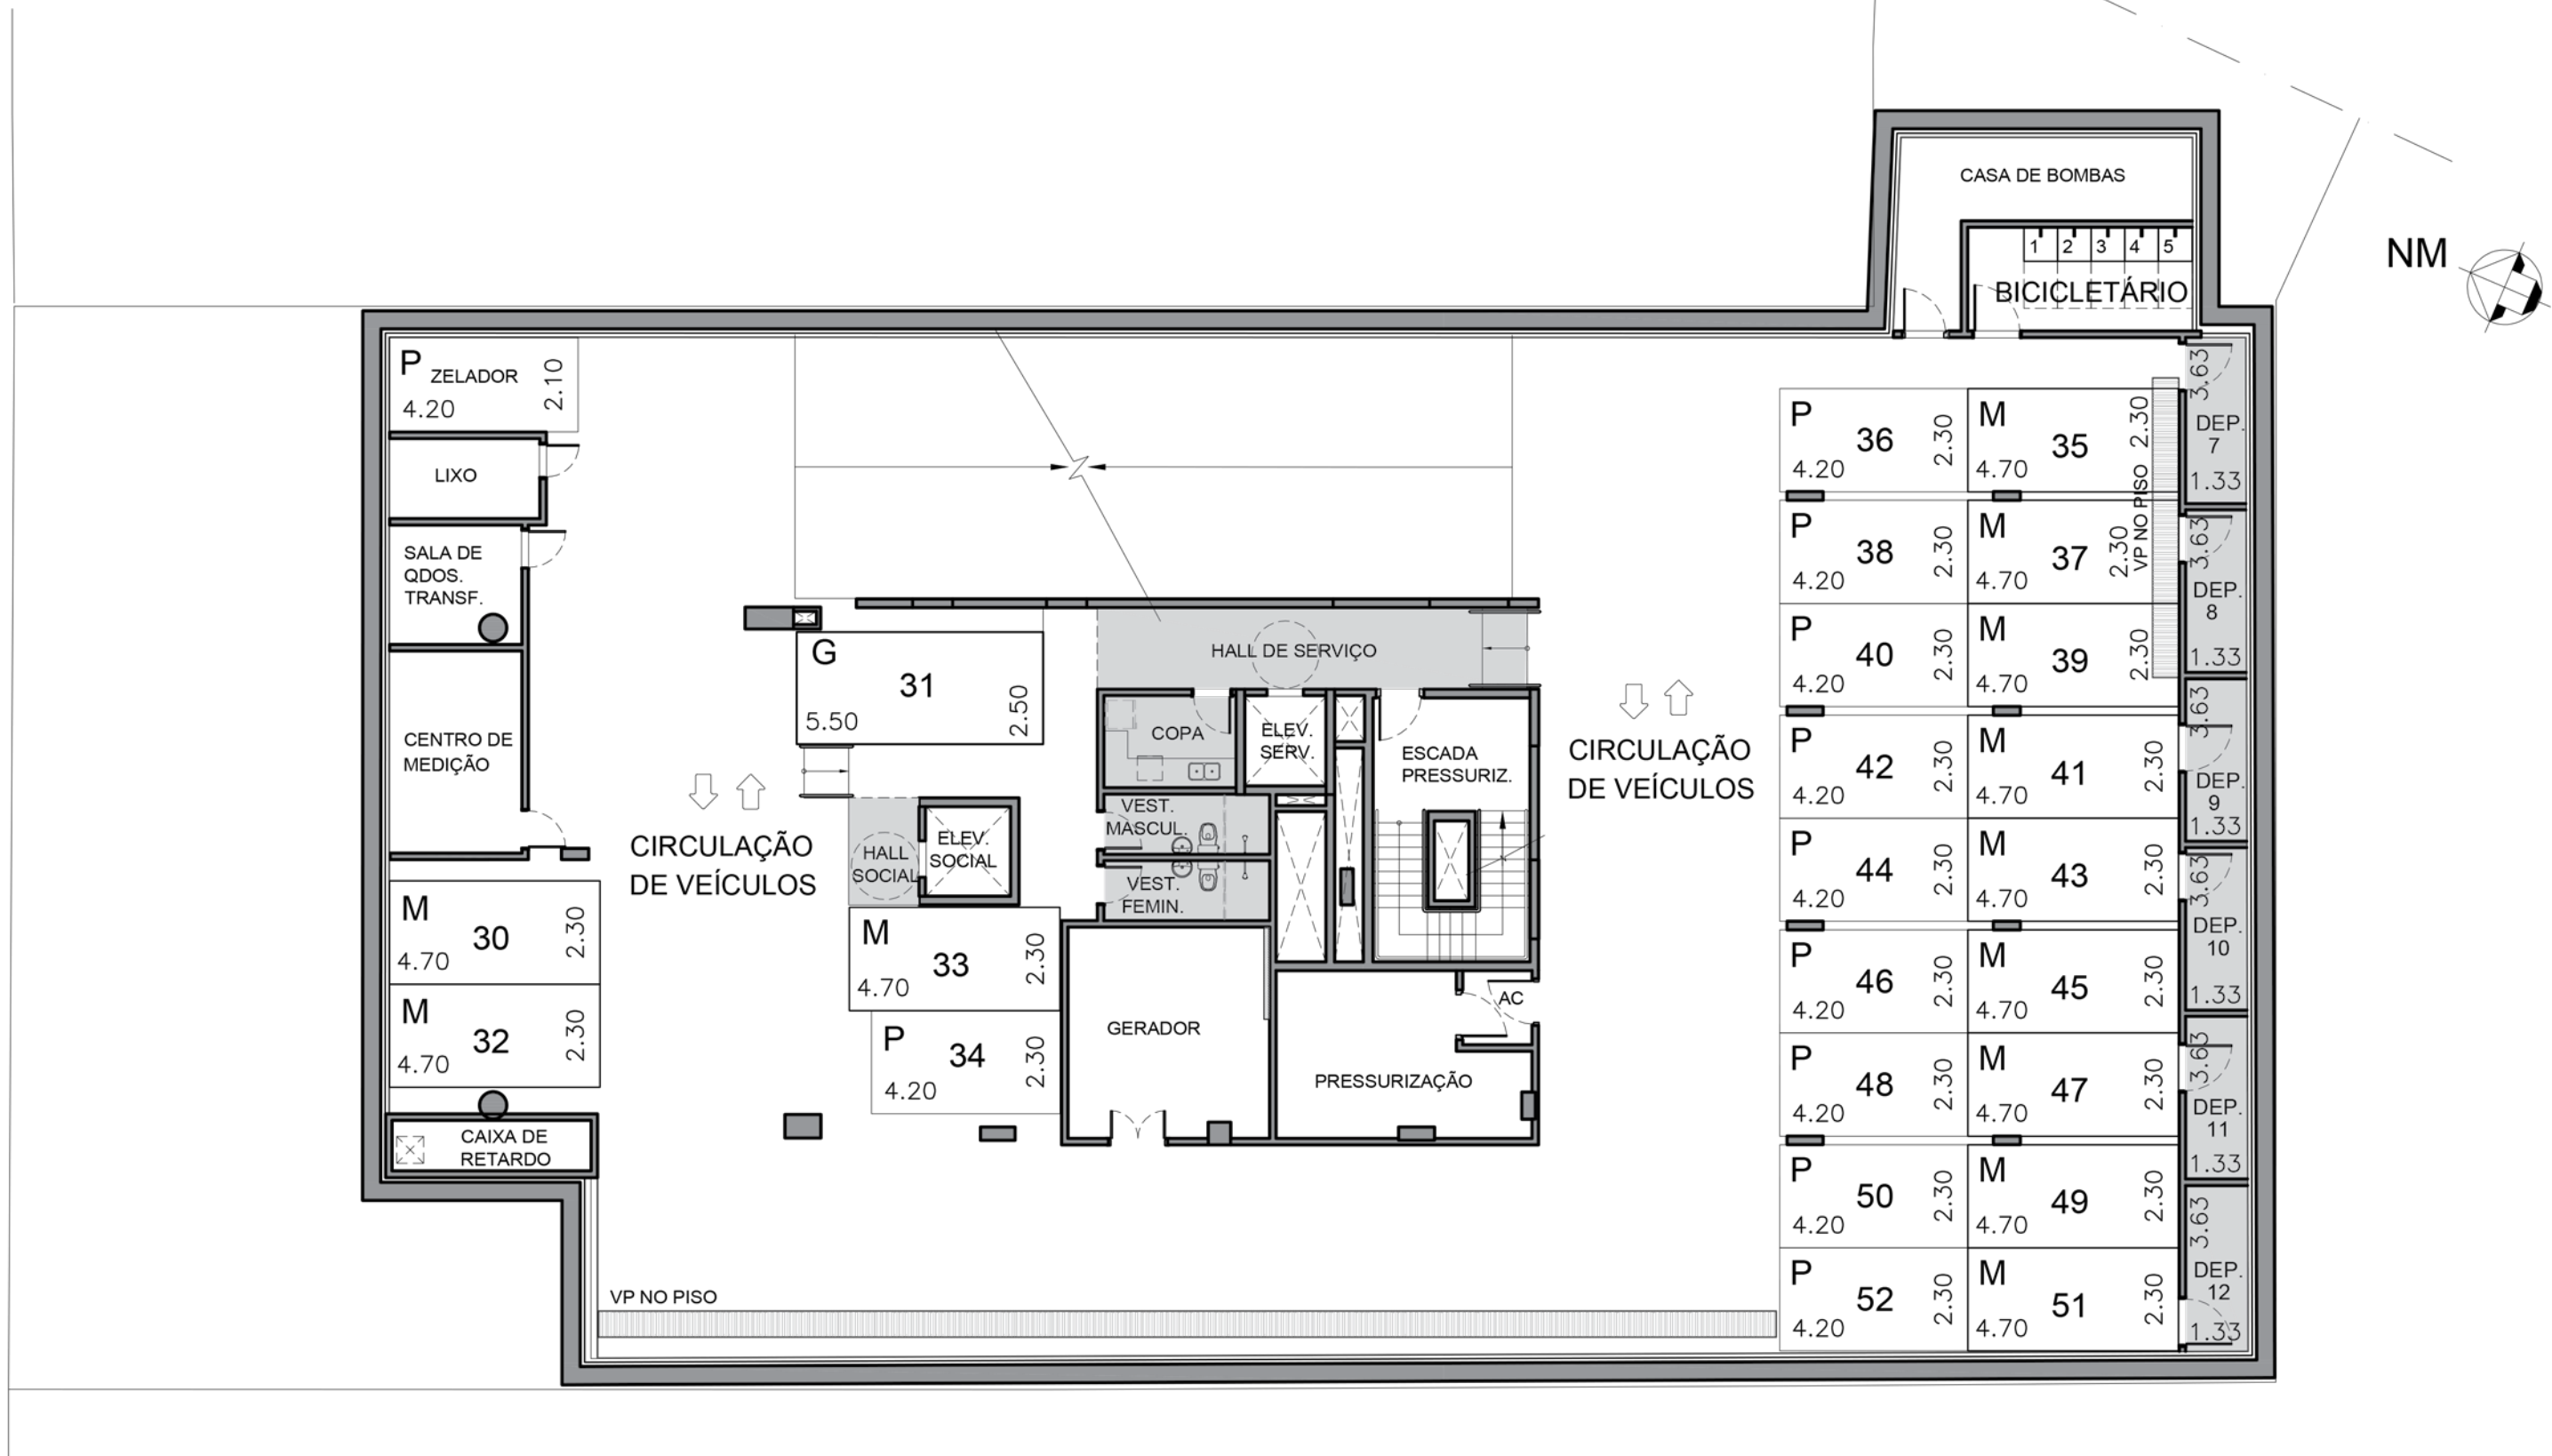 CASA DE BOMBAS
1 2 3 4 5
BICICLETÁRIO
NM
P ZELADOR
4.20 2.10
LIXO
SALA DE
QDOS.
TRANSF.
CENTRO DE
MEDIÇÃO
M 30
4.70 2.30
M 32
4.70 2.30
CAIXA DE
RETARDO
CIRCULAÇÃO
DE VEÍCULOS
VP NO PISO
G 31
5.50 2.50
HALL
SOCIAL
ELEV.
SOCIAL
M 33
4.70 2.30
P 34
4.20 2.30
HALL DE SERVIÇO
COPA
ELEV.
SERV.
ESCADA
PRESSURIZ.
VEST.
MASCUL.
VEST.
FEMIN.
GERADOR
AC
PRESSURIZAÇÃO
CIRCULAÇÃO
DE VEÍCULOS
P 36
4.20 2.30
M 35
4.70 2.30
VP NO PISO
P 38
4.20 2.30
M 37
4.70 2.30
P 40
4.20 2.30
M 39
4.70 2.30
P 42
4.20 2.30
M 41
4.70 2.30
P 44
4.20 2.30
M 43
4.70 2.30
P 46
4.20 2.30
M 45
4.70 2.30
P 48
4.20 2.30
M 47
4.70 2.30
P 50
4.20 2.30
M 49
4.70 2.30
P 52
4.20 2.30
M 51
4.70 2.30
3.63
DEP.
7
1.33
3.63
DEP.
8
1.33
3.63
DEP.
9
1.33
3.63
DEP.
10
1.33
3.63
DEP.
11
1.33
3.63
DEP.
12
1.33